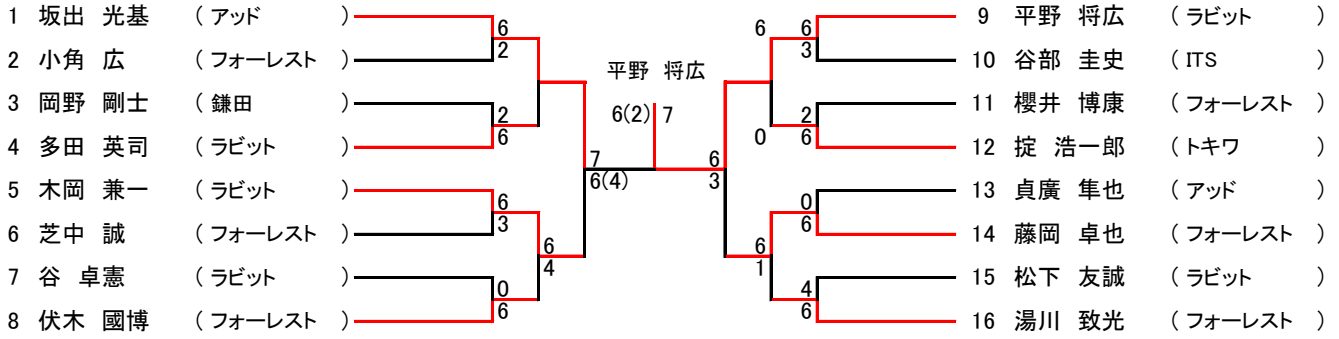 1 坂出 光基 ( アッド )
2 小角 広 ( フォーレスト )
3 岡野 剛士 ( 鎌田 )
4 多田 英司 ( ラビット )
5 木岡 兼一 ( ラビット )
6 芝中 誠 ( フォーレスト )
7 谷 卓憲 ( ラビット )
8 伏木 國博 ( フォーレスト )
6
2
2
6
6
3
0
6
6
4
7
6(4)
平野 将広
6(2) 7
6
3
6
0
6
1
6
3
2
6
0
6
4
6
9 平野 将広 ( ラビット )
10 谷部 圭史 ( ITS )
11 櫻井 博康 ( フォーレスト )
12 掟 浩一郎 ( トキワ )
13 貞廣 隼也 ( アッド )
14 藤岡 卓也 ( フォーレスト )
15 松下 友誠 ( ラビット )
16 湯川 致光 ( フォーレスト )